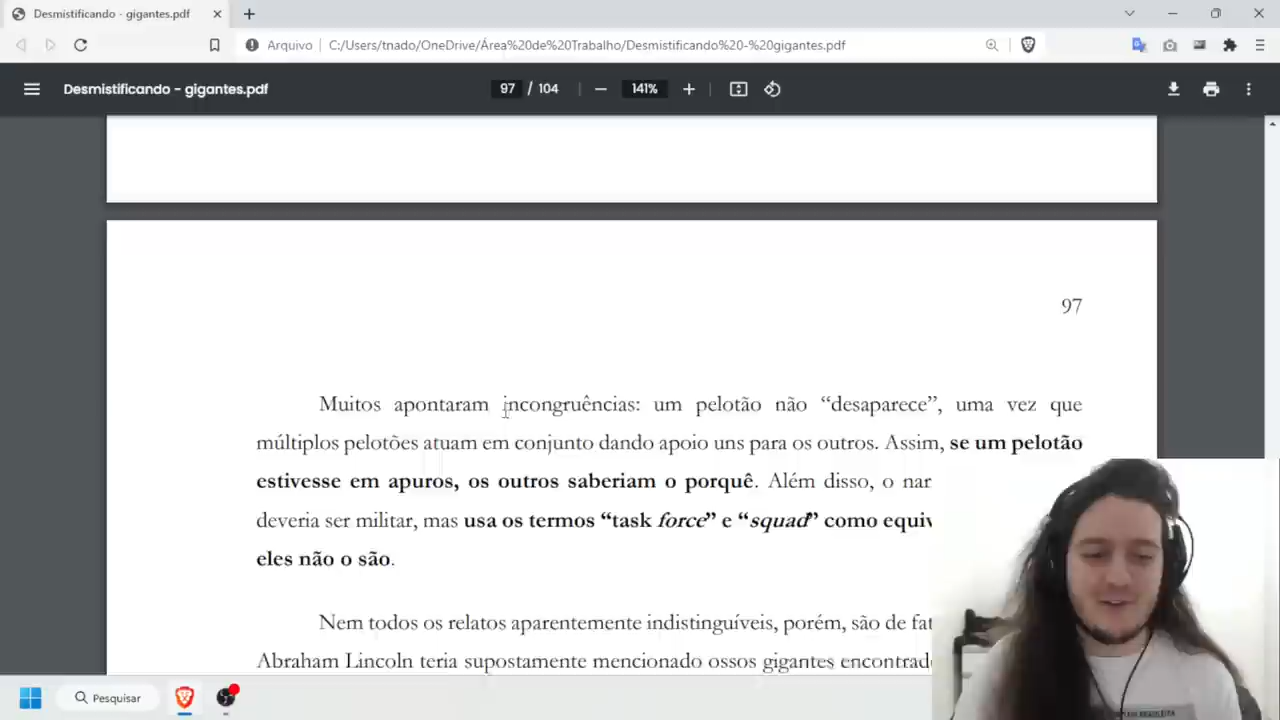 Desmistificando - gigantes.pdf
Arquivo C:/Users/tnado/OneDrive/Área%20de%20Trabalho/Desmistificando%20-%20gigantes.pdf
Desmistificando - gigantes.pdf 97 / 104 141%
97
Muitos apontaram incongruências: um pelotão não “desaparece”, uma vez que
múltiplos pelotões atuam em conjunto dando apoio uns para os outros. Assim, se um pelotão
estivesse em apuros, os outros saberiam o porquê. Além disso, o nar
deveria ser militar, mas usa os termos “task force” e “squad” como equiv
eles não o são.
Nem todos os relatos aparentemente indistinguíveis, porém, são de fat
Abraham Lincoln teria supostamente mencionado ossos gigantes encontrad
Pesquisar